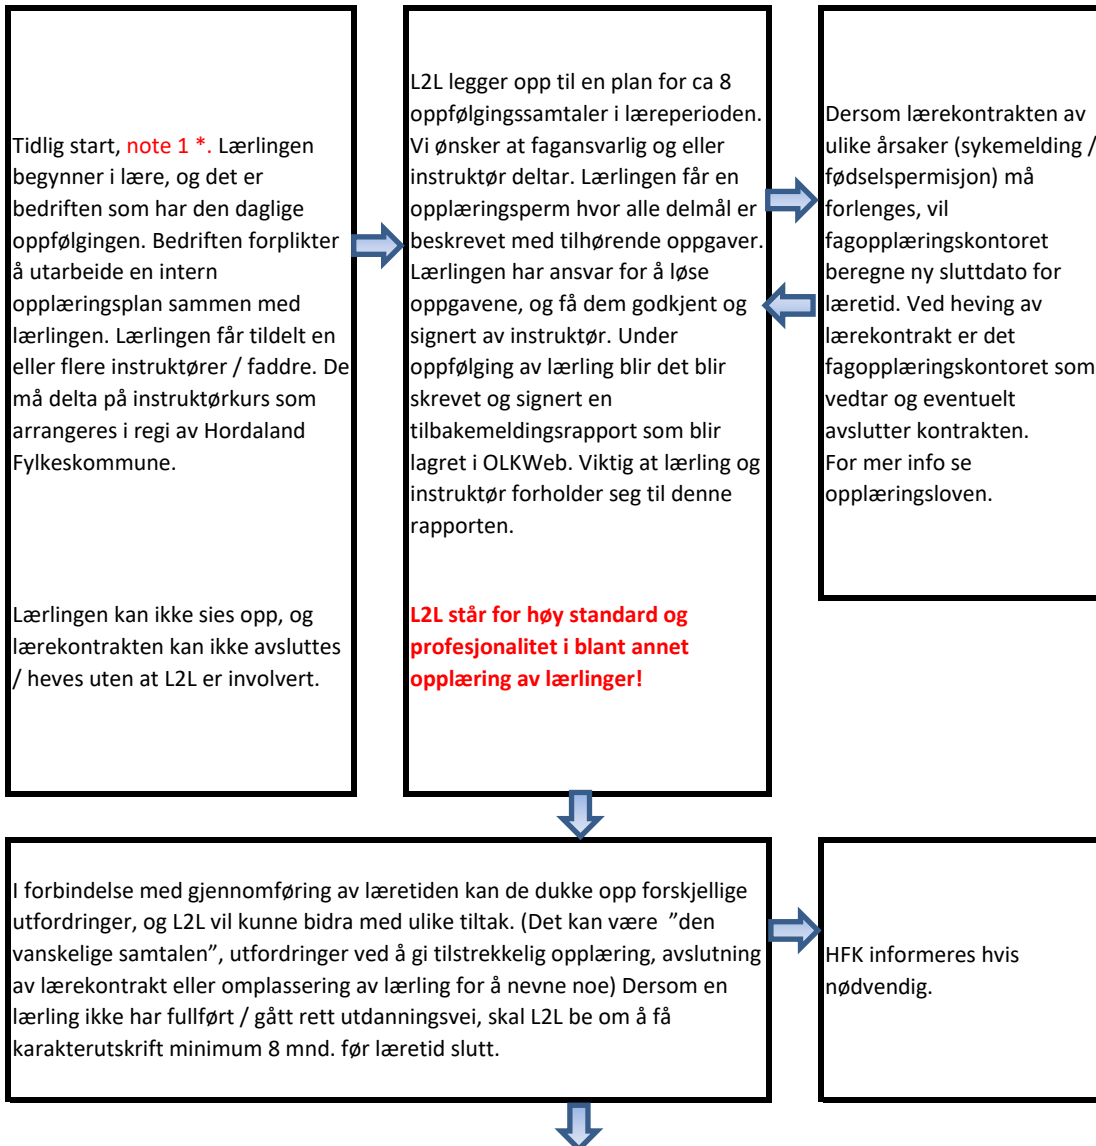 Tidlig start, note 1 *. Lærlingen
begynner i lære, og det er
bedriften som har den daglige
oppfølgingen. Bedriften forplikter
å utarbeide en intern
opplæringsplan sammen med
lærlingen. Lærlingen får tildelt en
eller flere instruktører / faddre. De
må delta på instruktørkurs som
arrangeres i regi av Hordaland
Fylkeskommune.
Lærlingen kan ikke sies opp, og
lærekontrakten kan ikke avsluttes
/ heves uten at L2L er involvert.
L2L legger opp til en plan for ca 8
oppfølgingssamtaler i læreperioden.
Vi ønsker at fagansvarlig og eller
instruktør deltar. Lærlingen får en
opplæringsperm hvor alle delmål er
beskrevet med tilhørende oppgaver.
Lærlingen har ansvar for å løse
oppgavene, og få dem godkjent og
signert av instruktør. Under
oppfølging av lærling blir det blir
skrevet og signert en
tilbakemeldingsrapport som blir
lagret i OLKWeb. Viktig at lærling og
instruktør forholder seg til denne
rapporten.
L2L står for høy standard og
profesjonalitet i blant annet
opplæring av lærlinger!
Dersom lærekontrakten av
ulike årsaker (sykemelding /
fødselspermisjon) må
forlenges, vil
fagopplæringskontoret
beregne ny sluttdato for
læretid. Ved heving av
lærekontrakt er det
fagopplæringskontoret som
vedtar og eventuelt
avslutter kontrakten.
For mer info se
opplæringsloven.
I forbindelse med gjennomføring av læretiden kan de dukke opp forskjellige
utfordringer, og L2L vil kunne bidra med ulike tiltak. (Det kan være ”den
vanskelige samtalen”, utfordringer ved å gi tilstrekkelig opplæring, avslutning
av lærekontrakt eller omplassering av lærling for å nevne noe) Dersom en
lærling ikke har fullført / gått rett utdanningsvei, skal L2L be om å få
karakterutskrift minimum 8 mnd. før læretid slutt.
HFK informeres hvis
nødvendig.